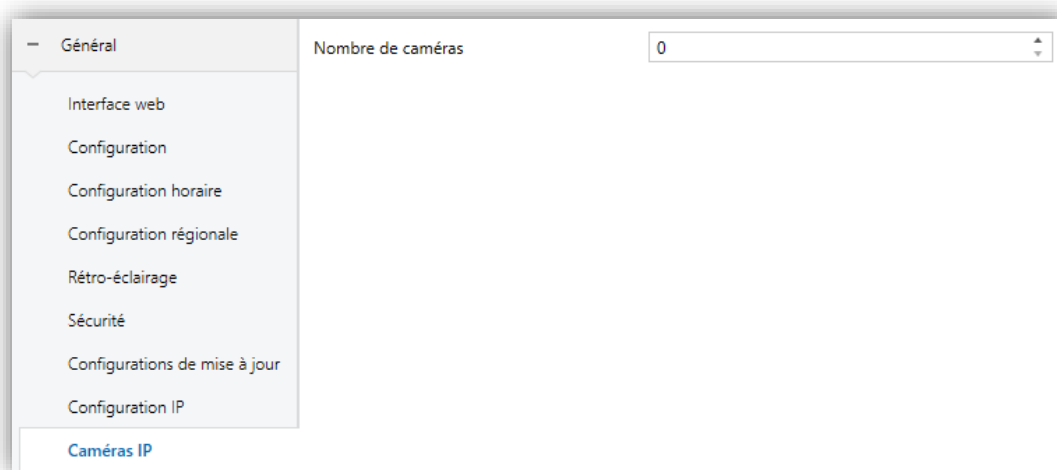 − Général
Nombre de caméras
0
Interface web
Configuration
Configuration horaire
Configuration régionale
Rétro-éclairage
Sécurité
Configurations de mise à jour
Configuration IP
Caméras IP